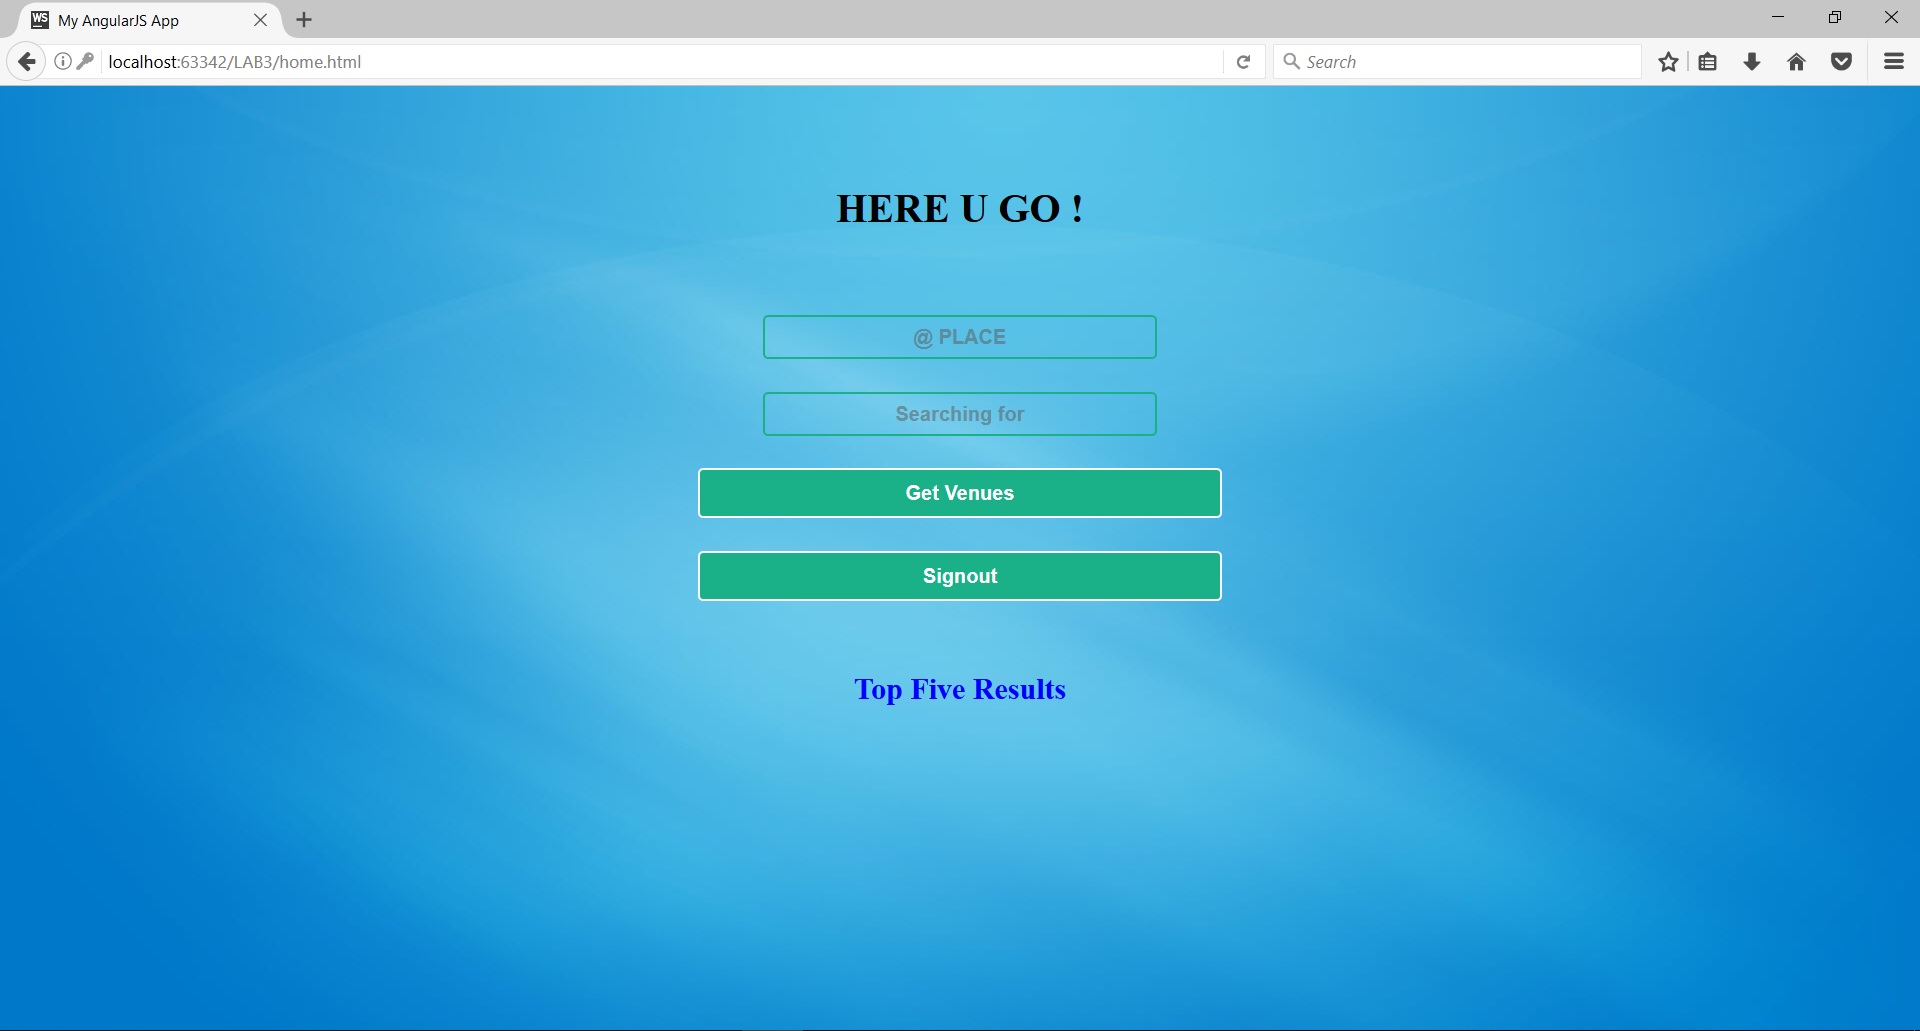 WS My AngularJS App
localhost:63342/LAB3/home.html
Search
HERE U GO !
@ PLACE
Searching for
Get Venues
Signout
Top Five Results